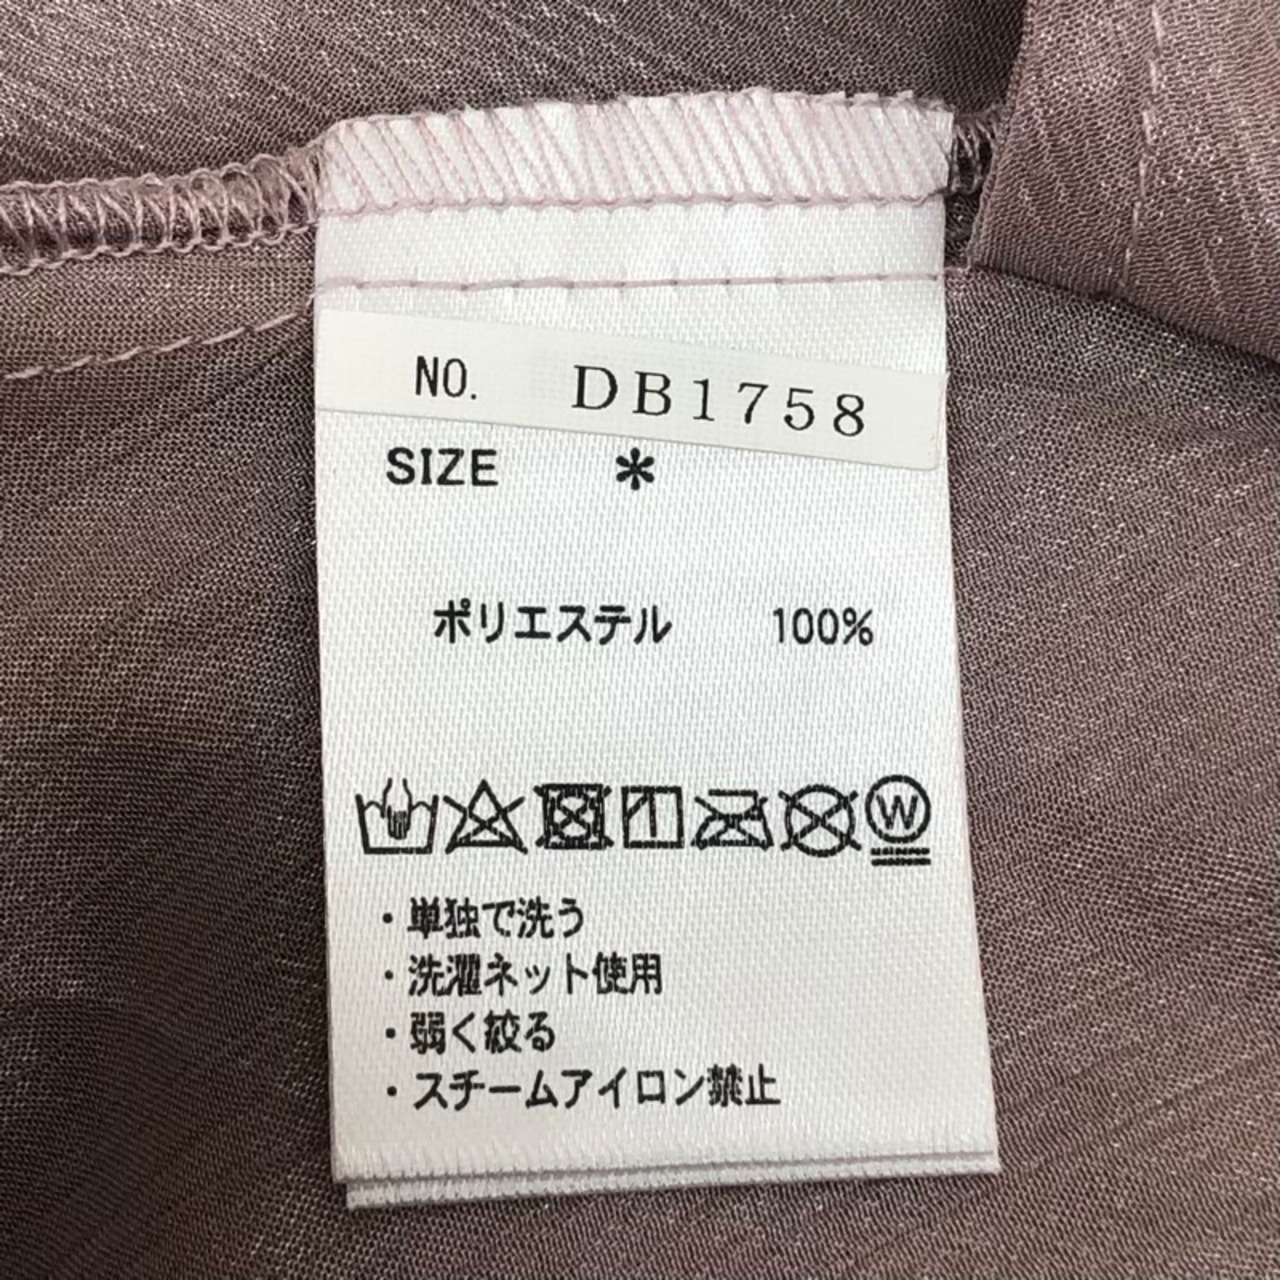 NO. DB1758
SIZE *
ポリエステル 100%
W
・単独で洗う
・洗濯ネット使用
・弱く絞る
・スチームアイロン禁止